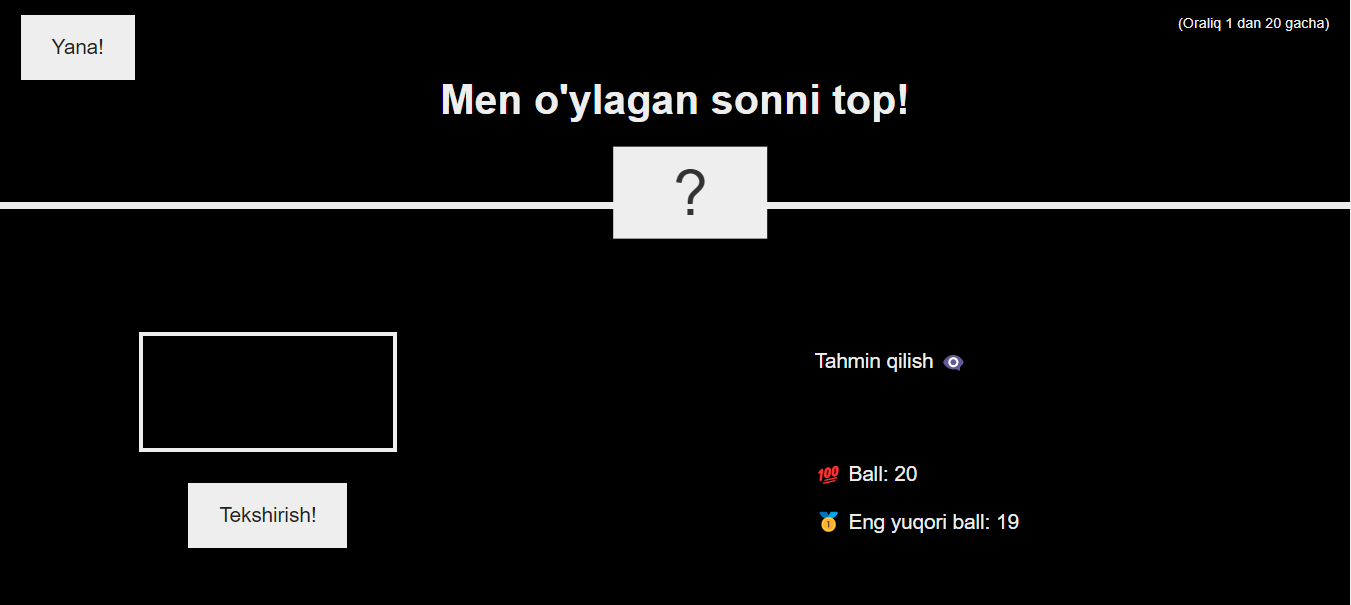 Yana!
(Oraliq 1 dan 20 gacha)
Men o'ylagan sonni top!
?
Tahmin qilish 👁️‍🗨️
💯 Ball: 20
🥇 Eng yuqori ball: 19
Tekshirish!